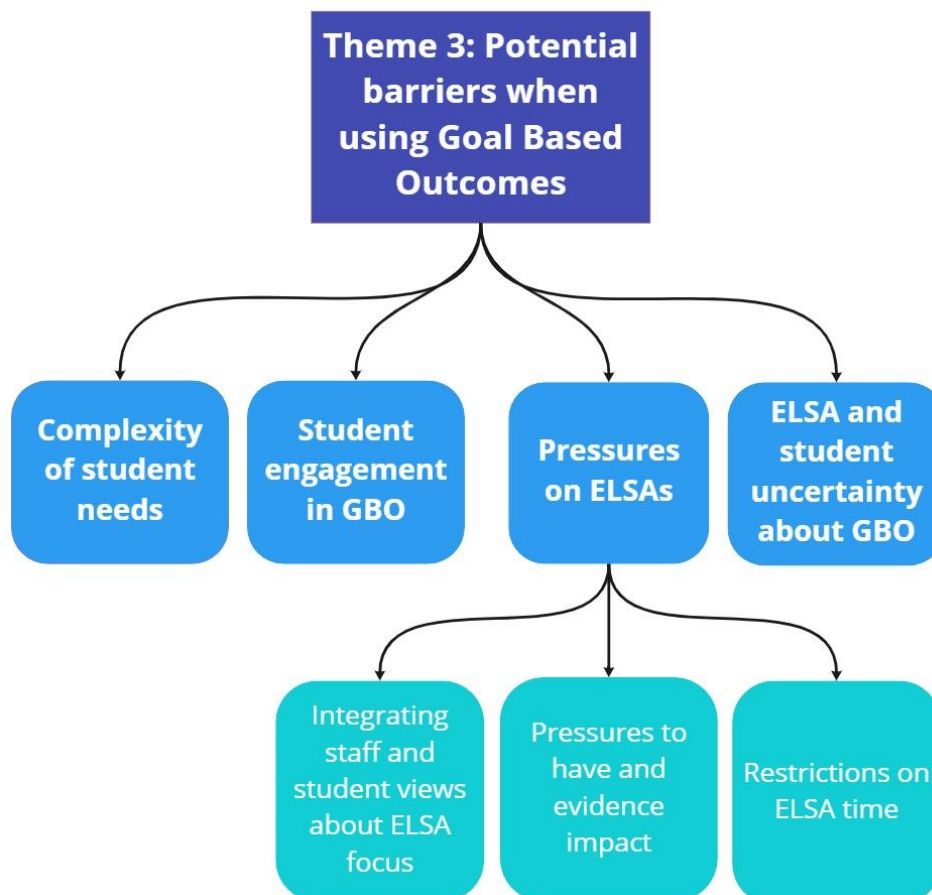 Theme 3: Potential
barriers when
using Goal Based
Outcomes
Complexity
of student
needs
Student
engagement
in GBO
Pressures
on ELSAs
ELSA and
student
uncertainty
about GBO
Integrating
staff and
student views
about ELSA
focus
Pressures to
have and
evidence
impact
Restrictions on
ELSA time